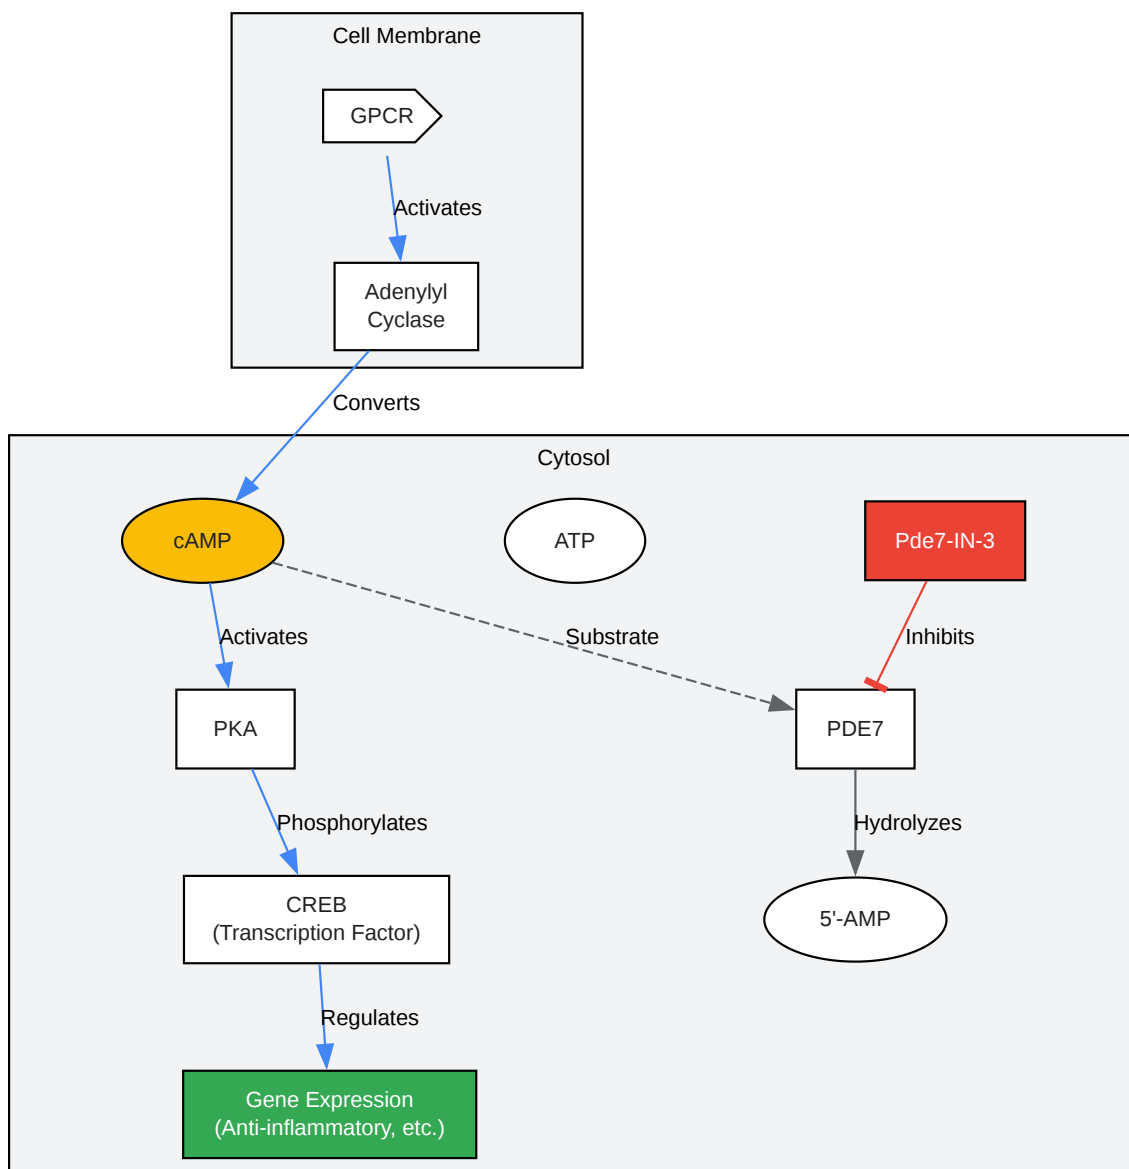 Cell Membrane
GPCR
Activates
Adenylyl
Cyclase
Converts
Cytosol
cAMP
ATP
Pde7-IN-3
Activates
Substrate
Inhibits
PKA
PDE7
Phosphorylates
Hydrolyzes
CREB
(Transcription Factor)
5'-AMP
Regulates
Gene Expression
(Anti-inflammatory, etc.)